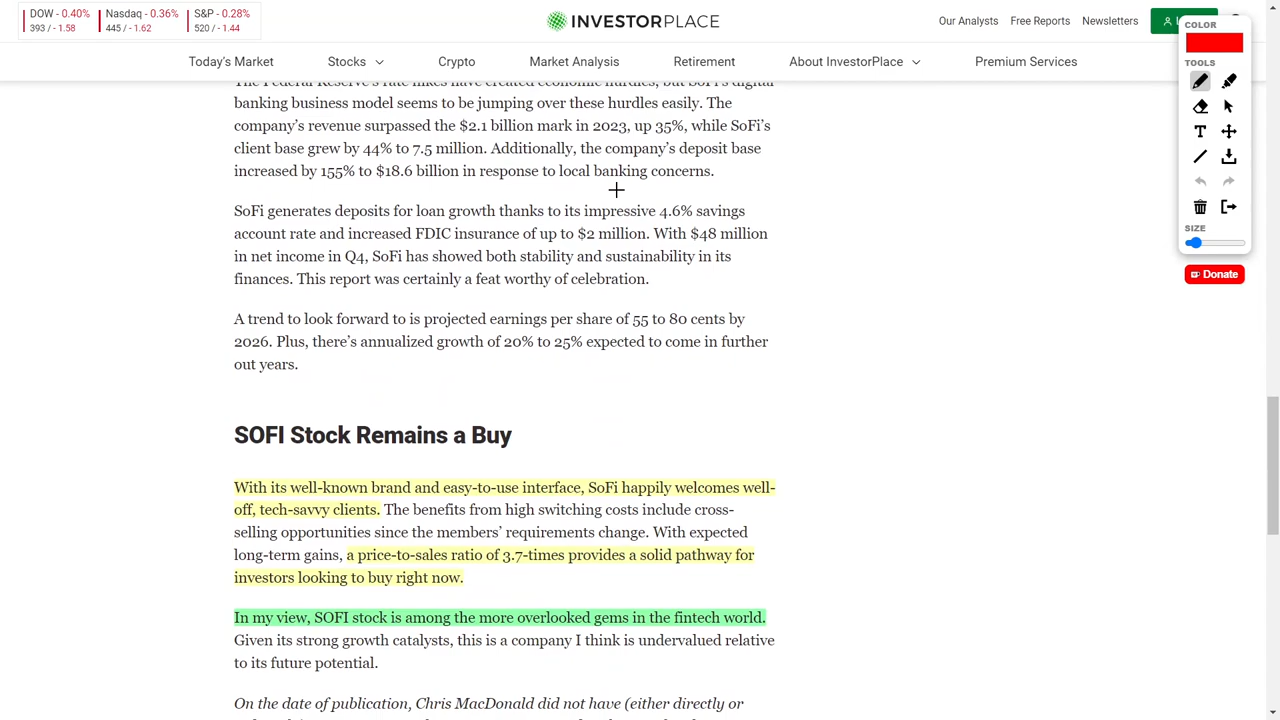 DOW - 0.40%
393 / - 1.58
Nasdaq - 0.36%
445 / - 1.62
S&P - 0.28%
520 / - 1.44
INVESTORPLACE
Our Analysts
Free Reports
Newsletters
Today's Market
Stocks
Crypto
Market Analysis
Retirement
About InvestorPlace
Premium Services
COLOR
TOOLS
T
SIZE
Donate
The Federal Reserve’s rate hikes have created economic hurdles, but SoFi’s digital
banking business model seems to be jumping over these hurdles easily. The
company’s revenue surpassed the $2.1 billion mark in 2023, up 35%, while SoFi’s
client base grew by 44% to 7.5 million. Additionally, the company’s deposit base
increased by 155% to $18.6 billion in response to local banking concerns.
SoFi generates deposits for loan growth thanks to its impressive 4.6% savings
account rate and increased FDIC insurance of up to $2 million. With $48 million
in net income in Q4, SoFi has showed both stability and sustainability in its
finances. This report was certainly a feat worthy of celebration.
A trend to look forward to is projected earnings per share of 55 to 80 cents by
2026. Plus, there’s annualized growth of 20% to 25% expected to come in further
out years.
SOFI Stock Remains a Buy
With its well-known brand and easy-to-use interface, SoFi happily welcomes well-
off, tech-savvy clients. The benefits from high switching costs include cross-
selling opportunities since the members’ requirements change. With expected
long-term gains, a price-to-sales ratio of 3.7-times provides a solid pathway for
investors looking to buy right now.
In my view, SOFI stock is among the more overlooked gems in the fintech world.
Given its strong growth catalysts, this is a company I think is undervalued relative
to its future potential.
On the date of publication, Chris MacDonald did not have (either directly or